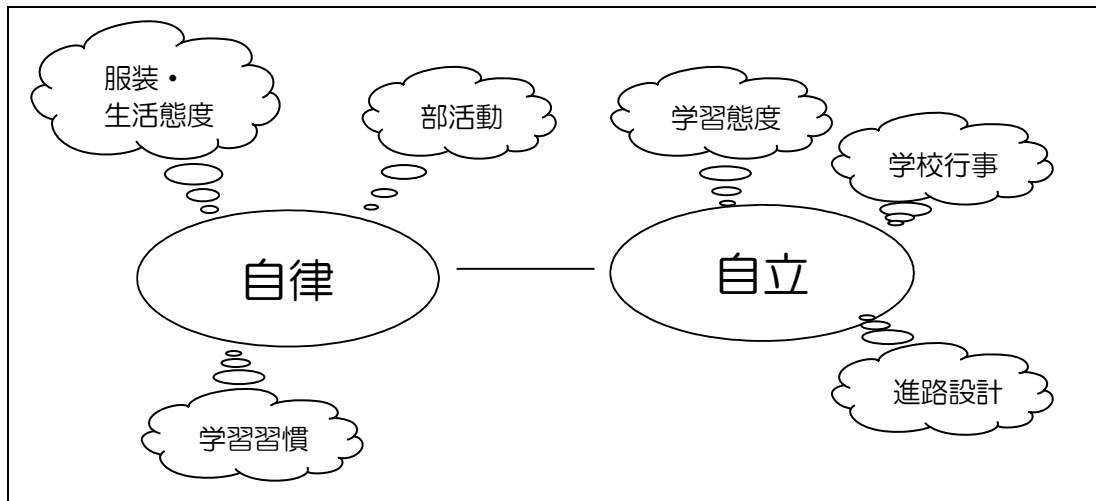 服装・
生活態度
部活動
学習態度
学校行事
自律
自立
進路設計
学習習慣